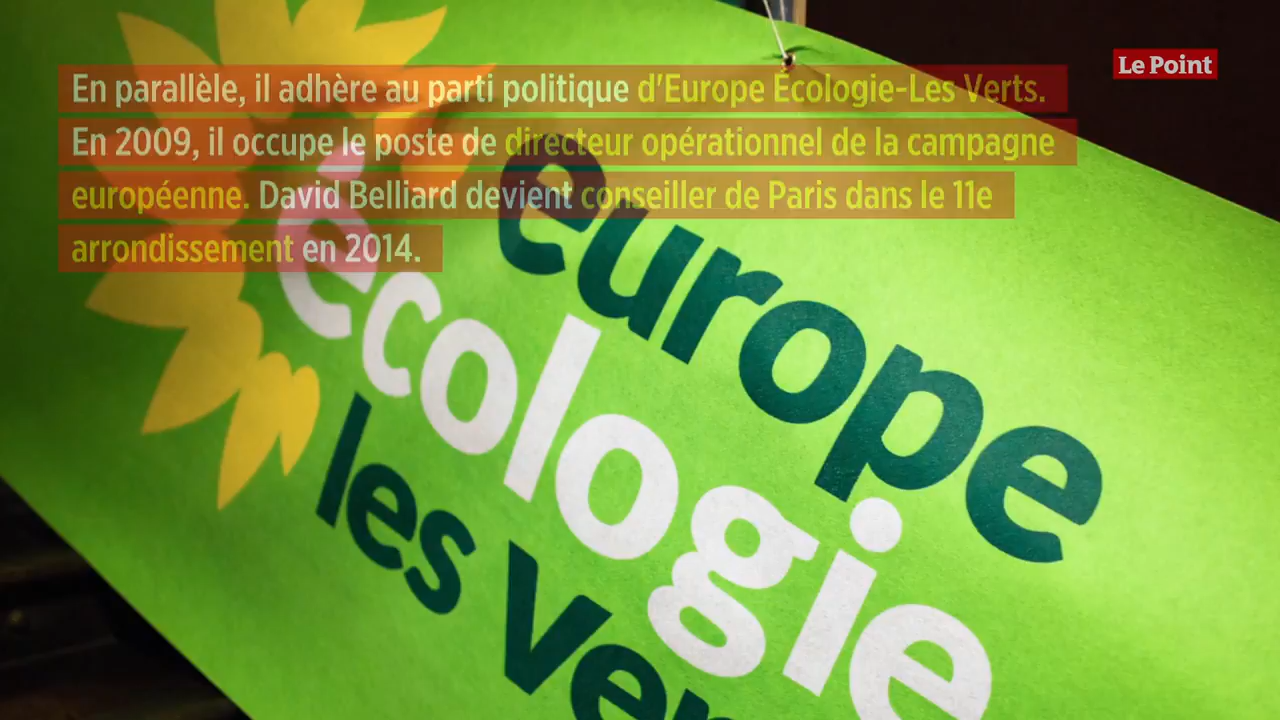 Le Point
En parallèle, il adhère au parti politique d'Europe Écologie-Les Verts.
En 2009, il occupe le poste de directeur opérationnel de la campagne
européenne. David Belliard devient conseiller de Paris dans le 11e
arrondissement en 2014.
europe
écologie
les ver